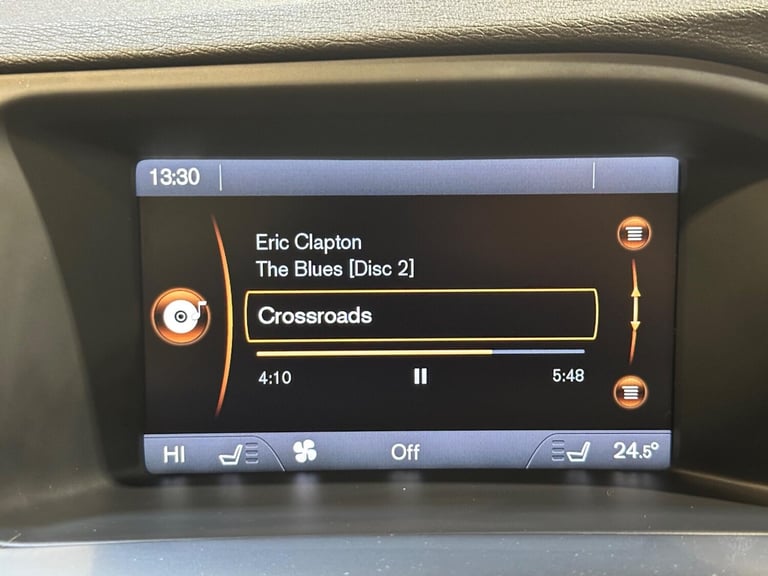 13:30
Eric Clapton
The Blues [Disc 2]
Crossroads
4:10 5:48
HI Off 24.5°